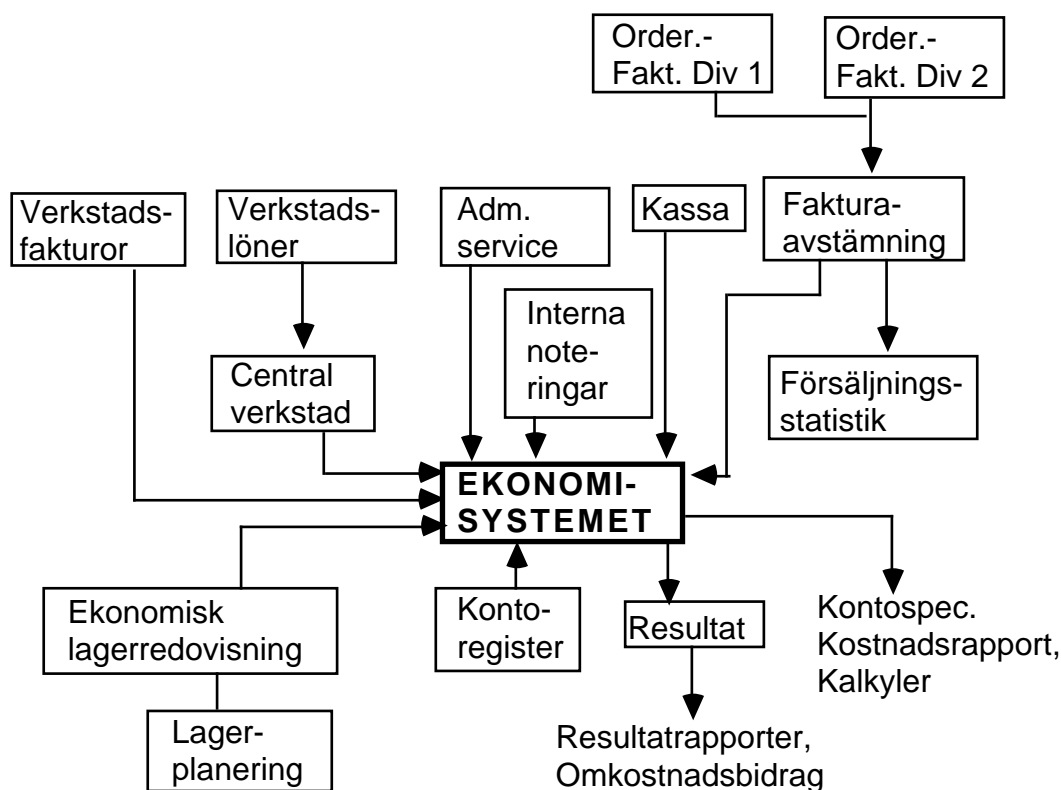 Order.-
Fakt. Div 1
Order.-
Fakt. Div 2
Verkstads-
fakturor
Verkstads-
löner
Adm.
service
Kassa
Faktura-
avstämning
Interna
note-
ringar
Central
verkstad
Försäljnings-
statistik
EKONOMI-
SYSTEMET
Ekonomisk
lagerredovisning
Konto-
register
Resultat
Kontospec.
Kostnadsrapport,
Kalkyler
Lager-
planering
Resultatrapporter,
Omkostnadsbidrag